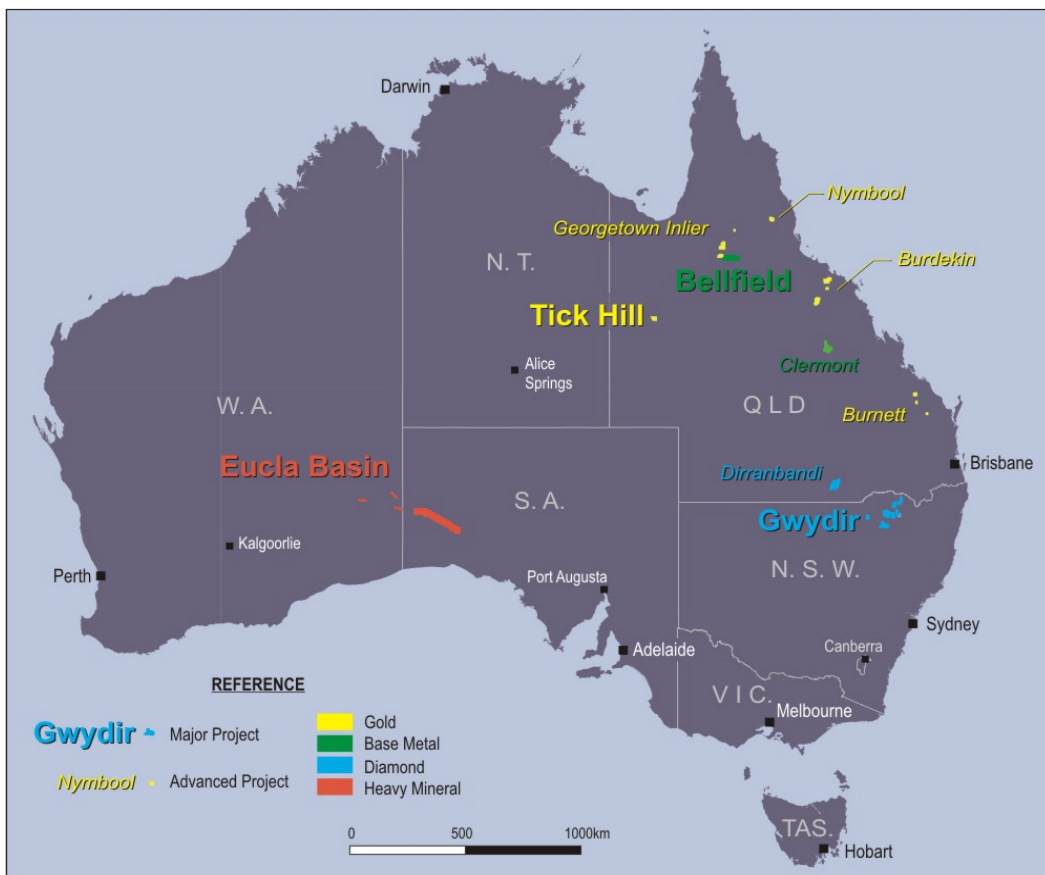 Darwin
Nymbool
Georgetown Inlier
N. T.
Burdekin
Bellfield
Tick Hill
Alice
Springs
Clermont
W. A.
Q L D
Burnett
Eucla Basin
Brisbane
Dirranbandi
S. A.
Gwydir
Kalgoorlie
Perth
Port Augusta
N. S. W.
Sydney
Canberra
Adelaide
V I C.
Melbourne
REFERENCE
Gwydir Major Project
Nymbool Advanced Project
Gold
Base Metal
Diamond
Heavy Mineral
0 500 1000km
TAS.
Hobart